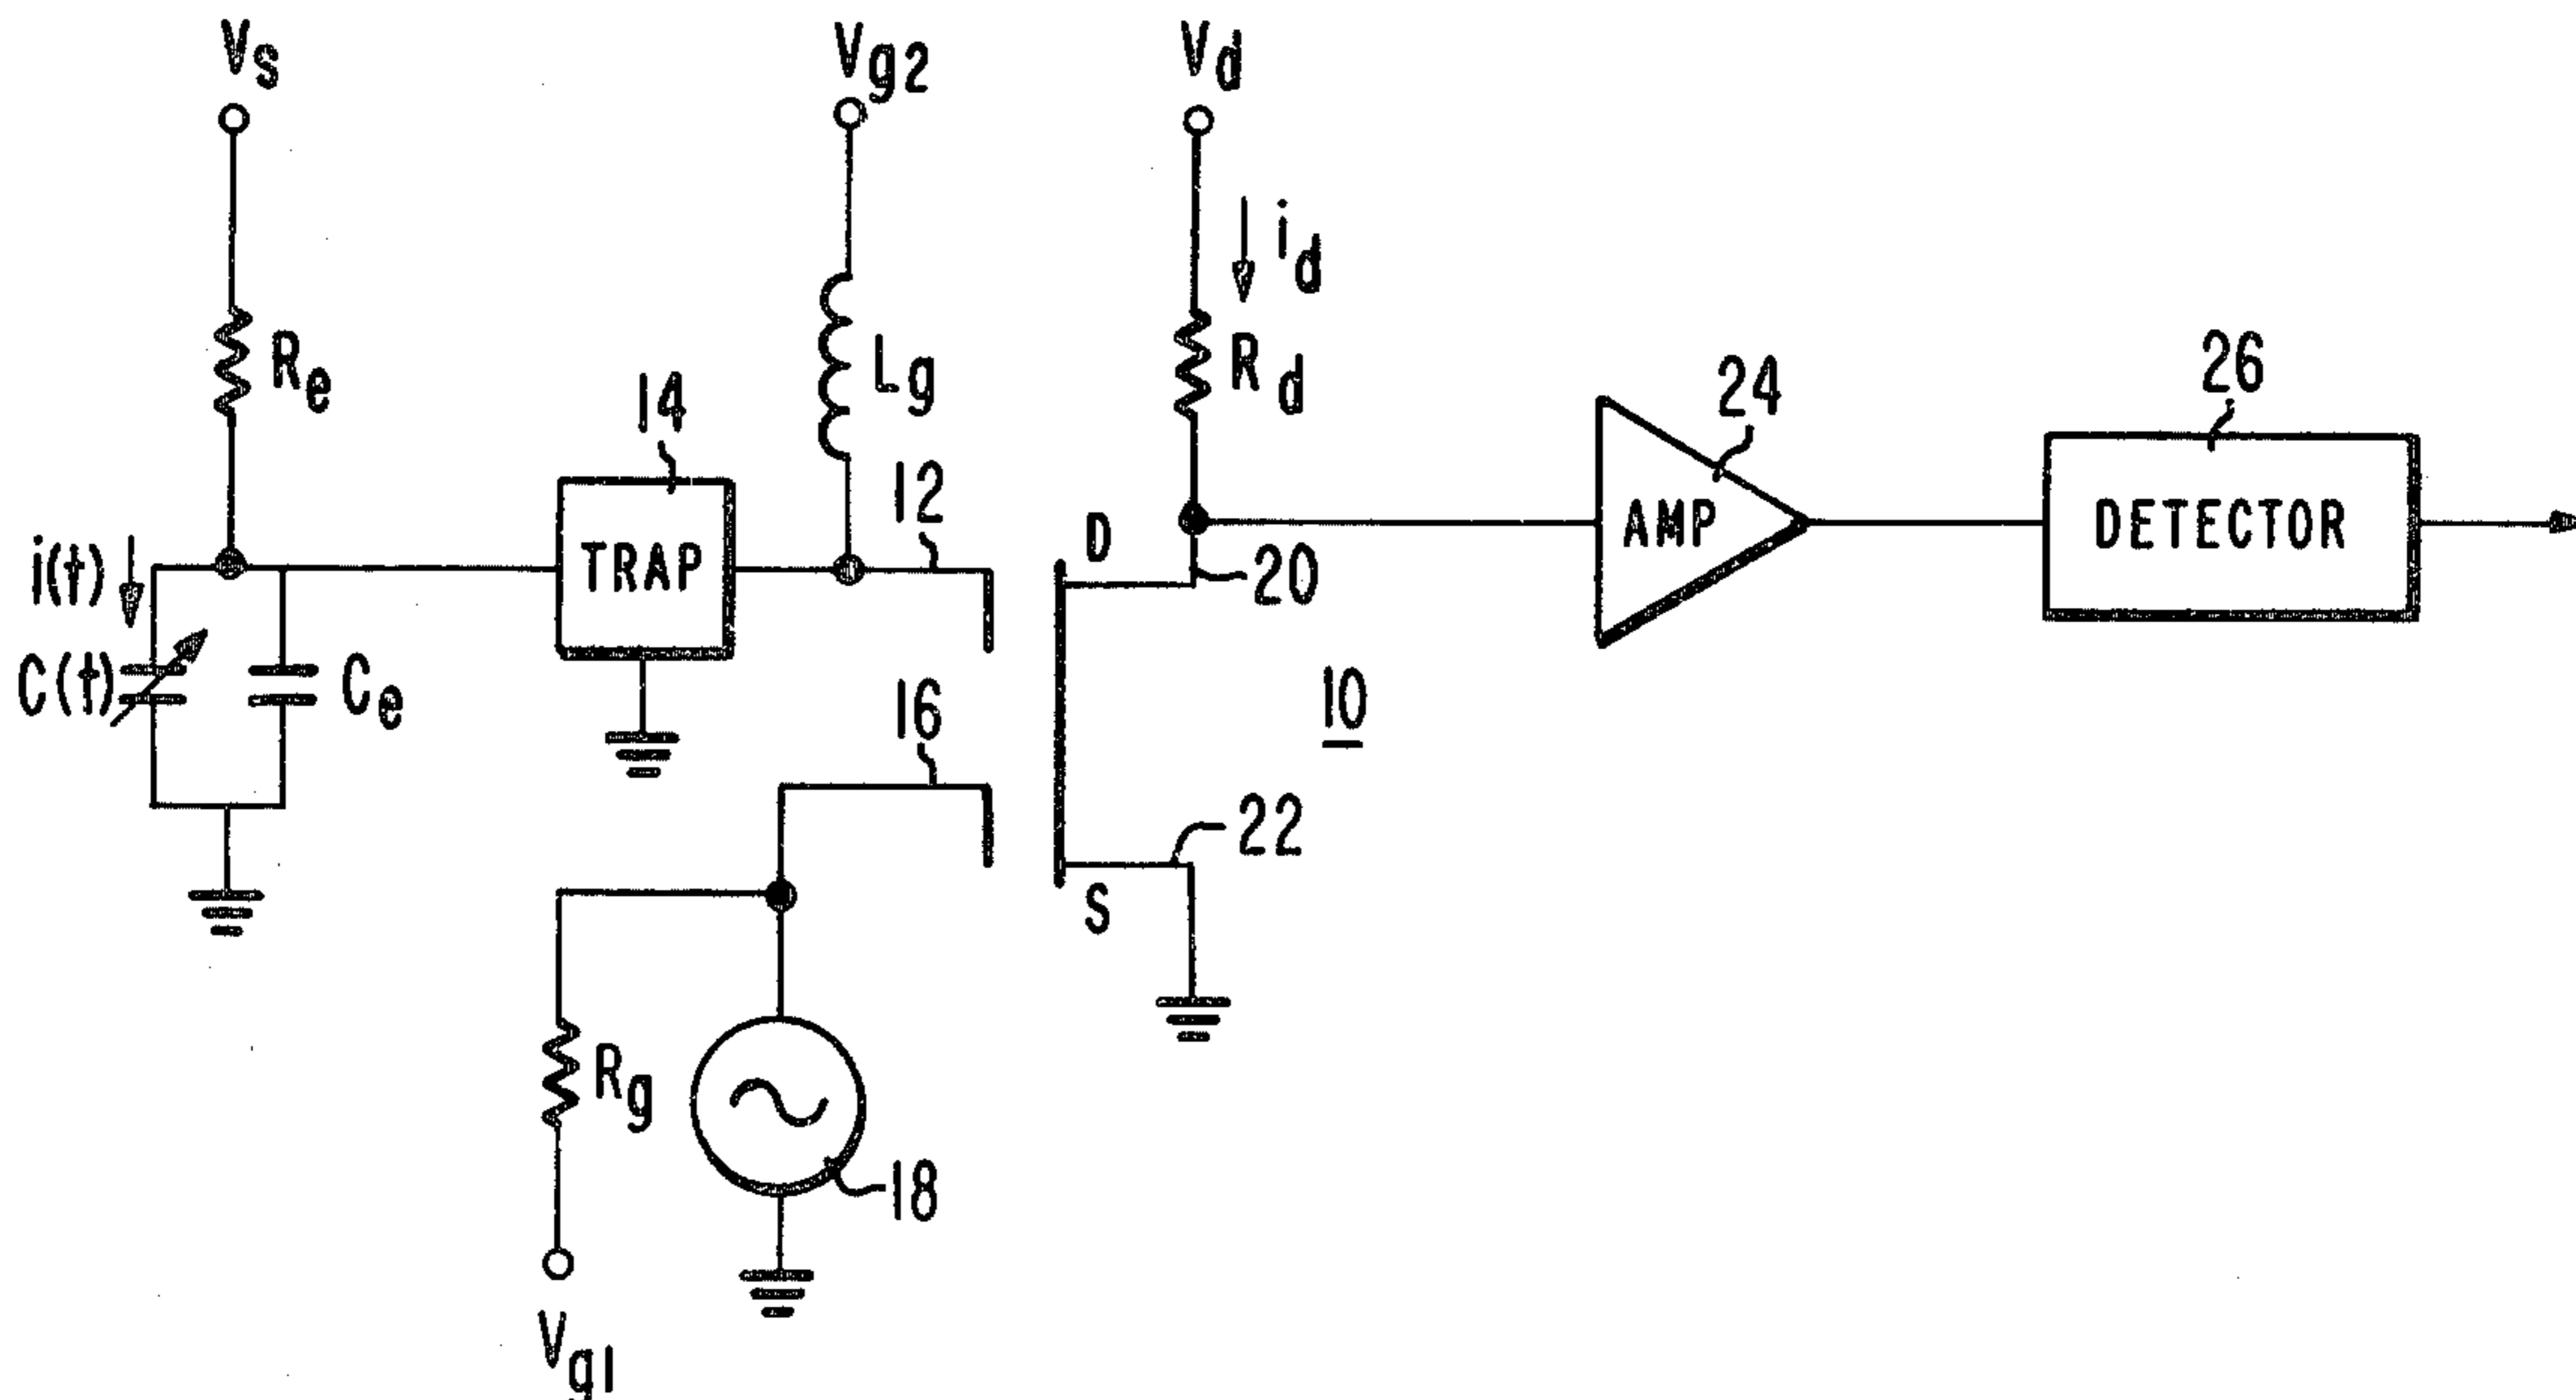 Vs
Vg2
Vd
id
Re
Lg
Rd
14
12
24
26
TRAP
D
20
AMP
DETECTOR
i(t)
C(t)
Ce
16
10
22
S
Rg
18
Vg1